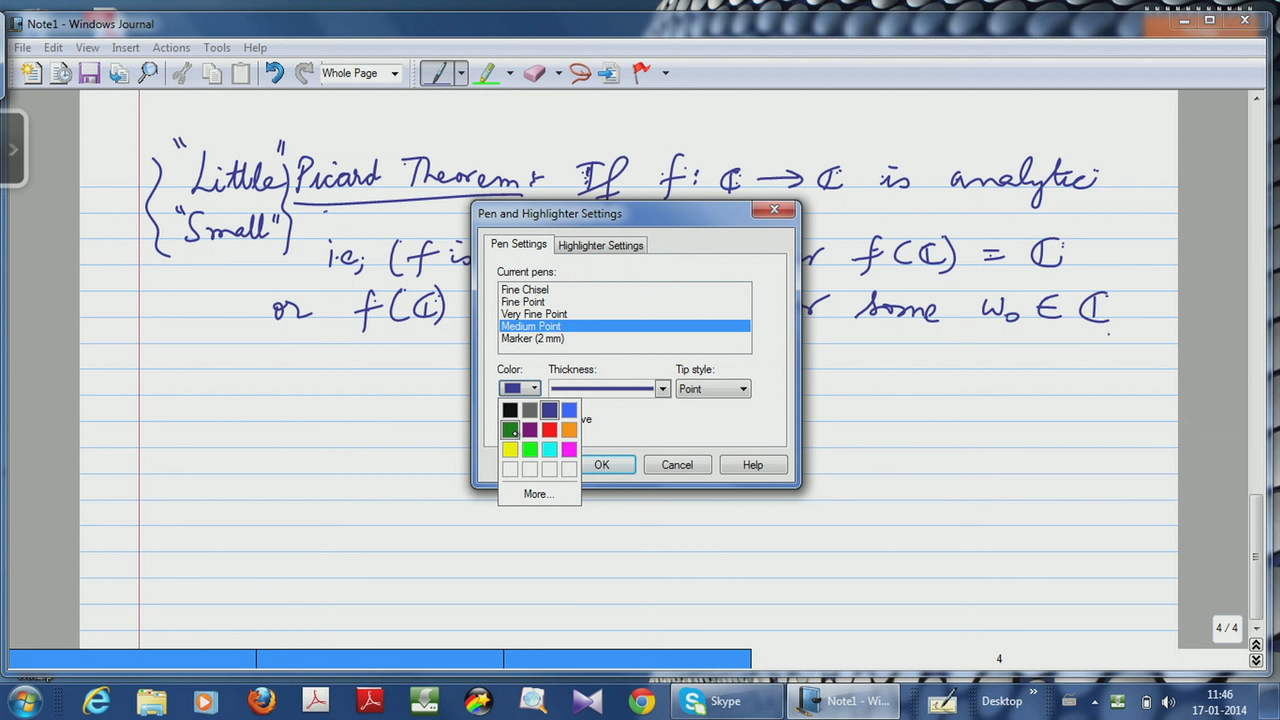 Note1 - Windows Journal
File Edit View Insert Actions Tools Help
Whole Page
"Little" Picard Theorem: If f: ℂ → ℂ is analytic
"Small"
i.e; (f is r f(ℂ) = ℂ
or f(ℂ) r some w₀ ∈ ℂ.
Pen and Highlighter Settings
Pen Settings Highlighter Settings
Current pens:
Fine Chisel
Fine Point
Very Fine Point
Medium Point
Marker (2 mm)
Color: Thickness: Tip style:
Point
ve
OK Cancel Help
More...
4 / 4
4
Skype Note1 - Wi... Desktop »
11:46
17-01-2014